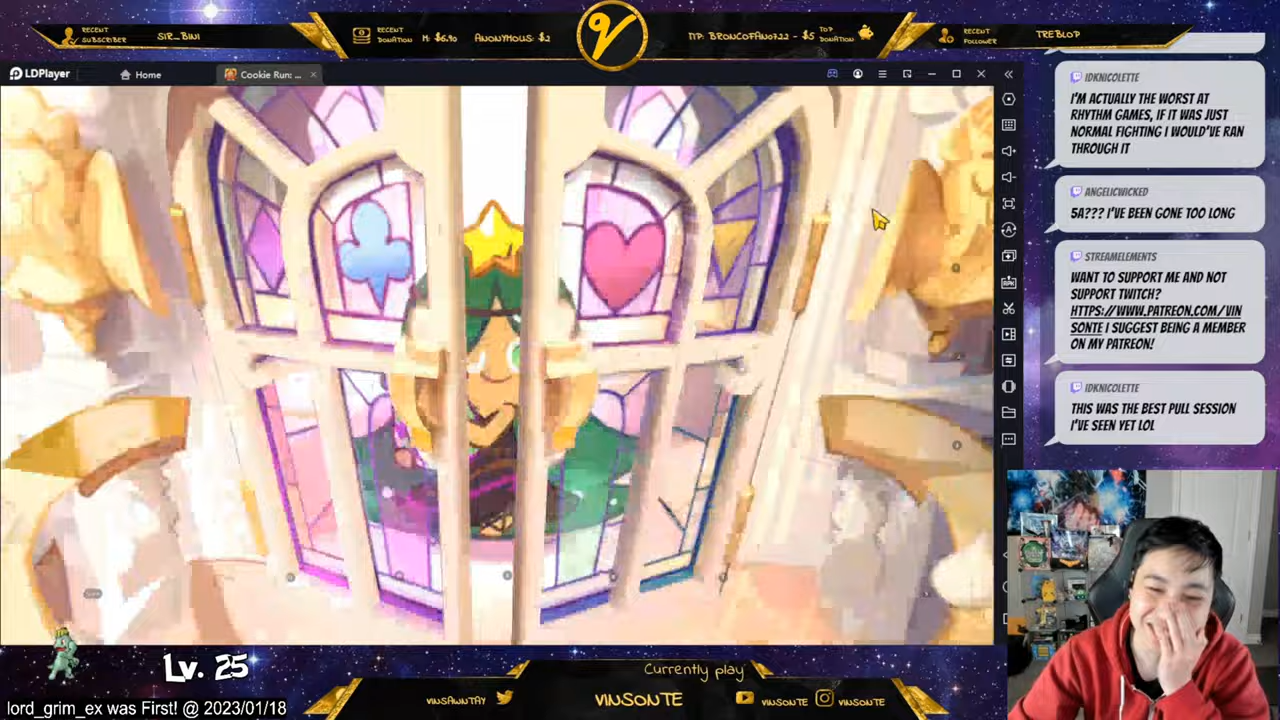 RECENT
SUBSCRIBER
SIR_BINI
RECENT
DONATION
M: $6.90
ANONYMOUS: $2
V
TIP: BRONCOFAN0722 - $5
TOP
DONATION
RECENT
FOLLOWER
TREBLOP
LDPlayer
Home
Cookie Run: ...
IDKNICOLETTE
I'M ACTUALLY THE WORST AT
RHYTHM GAMES, IF IT WAS JUST
NORMAL FIGHTING I WOULD'VE RAN
THROUGH IT
ANGELICWICKED
5A??? I'VE BEEN GONE TOO LONG
STREAMELEMENTS
WANT TO SUPPORT ME AND NOT
SUPPORT TWITCH?
HTTPS://WWW.PATREON.COM/VIN
SONTE I SUGGEST BEING A MEMBER
ON MY PATREON!
IDKNICOLETTE
THIS WAS THE BEST PULL SESSION
I'VE SEEN YET LOL
Lv. 25
Currently play
lord_grim_ex was First! @ 2023/01/18
VINSAWNTAY
VINSONTE
VINSONTE
VINSONTE